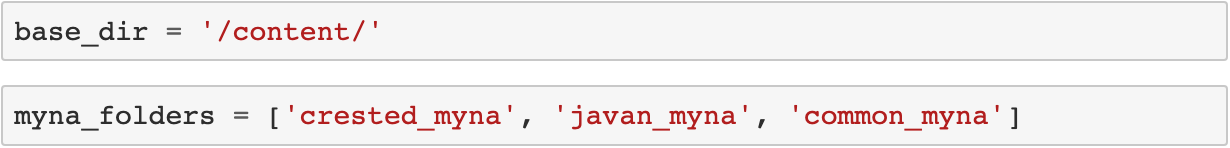 base_dir = '/content/'
myna_folders = ['crested_myna', 'javan_myna', 'common_myna']